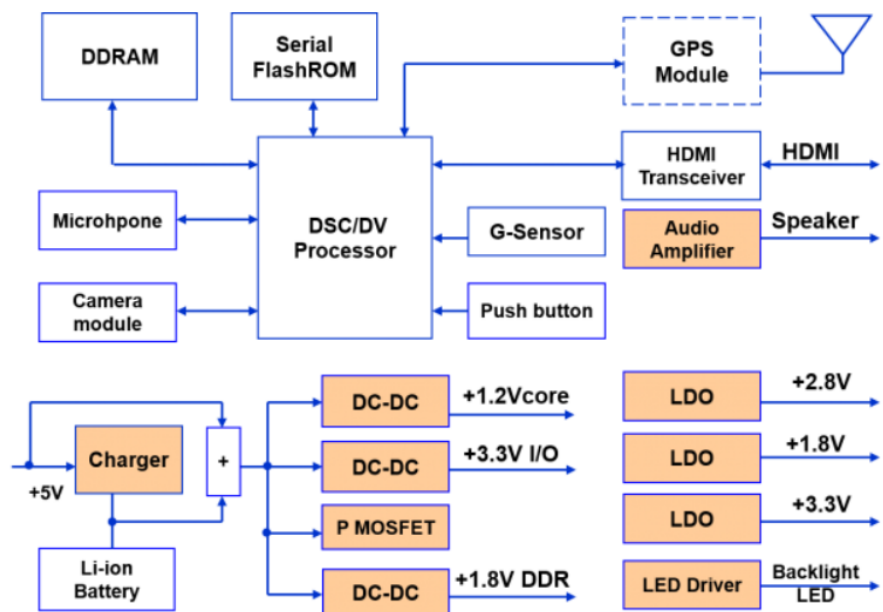 DDRAM
Serial
FlashROM
GPS
Module
HDMI
Transceiver
HDMI
Microhpone
DSC/DV
Processor
G-Sensor
Audio
Amplifier
Speaker
Camera
module
Push button
DC-DC
+1.2Vcore
LDO
+2.8V
Charger
+
DC-DC
+3.3V I/O
LDO
+1.8V
+5V
P MOSFET
LDO
+3.3V
Li-ion
Battery
DC-DC
+1.8V DDR
LED Driver
Backlight
LED